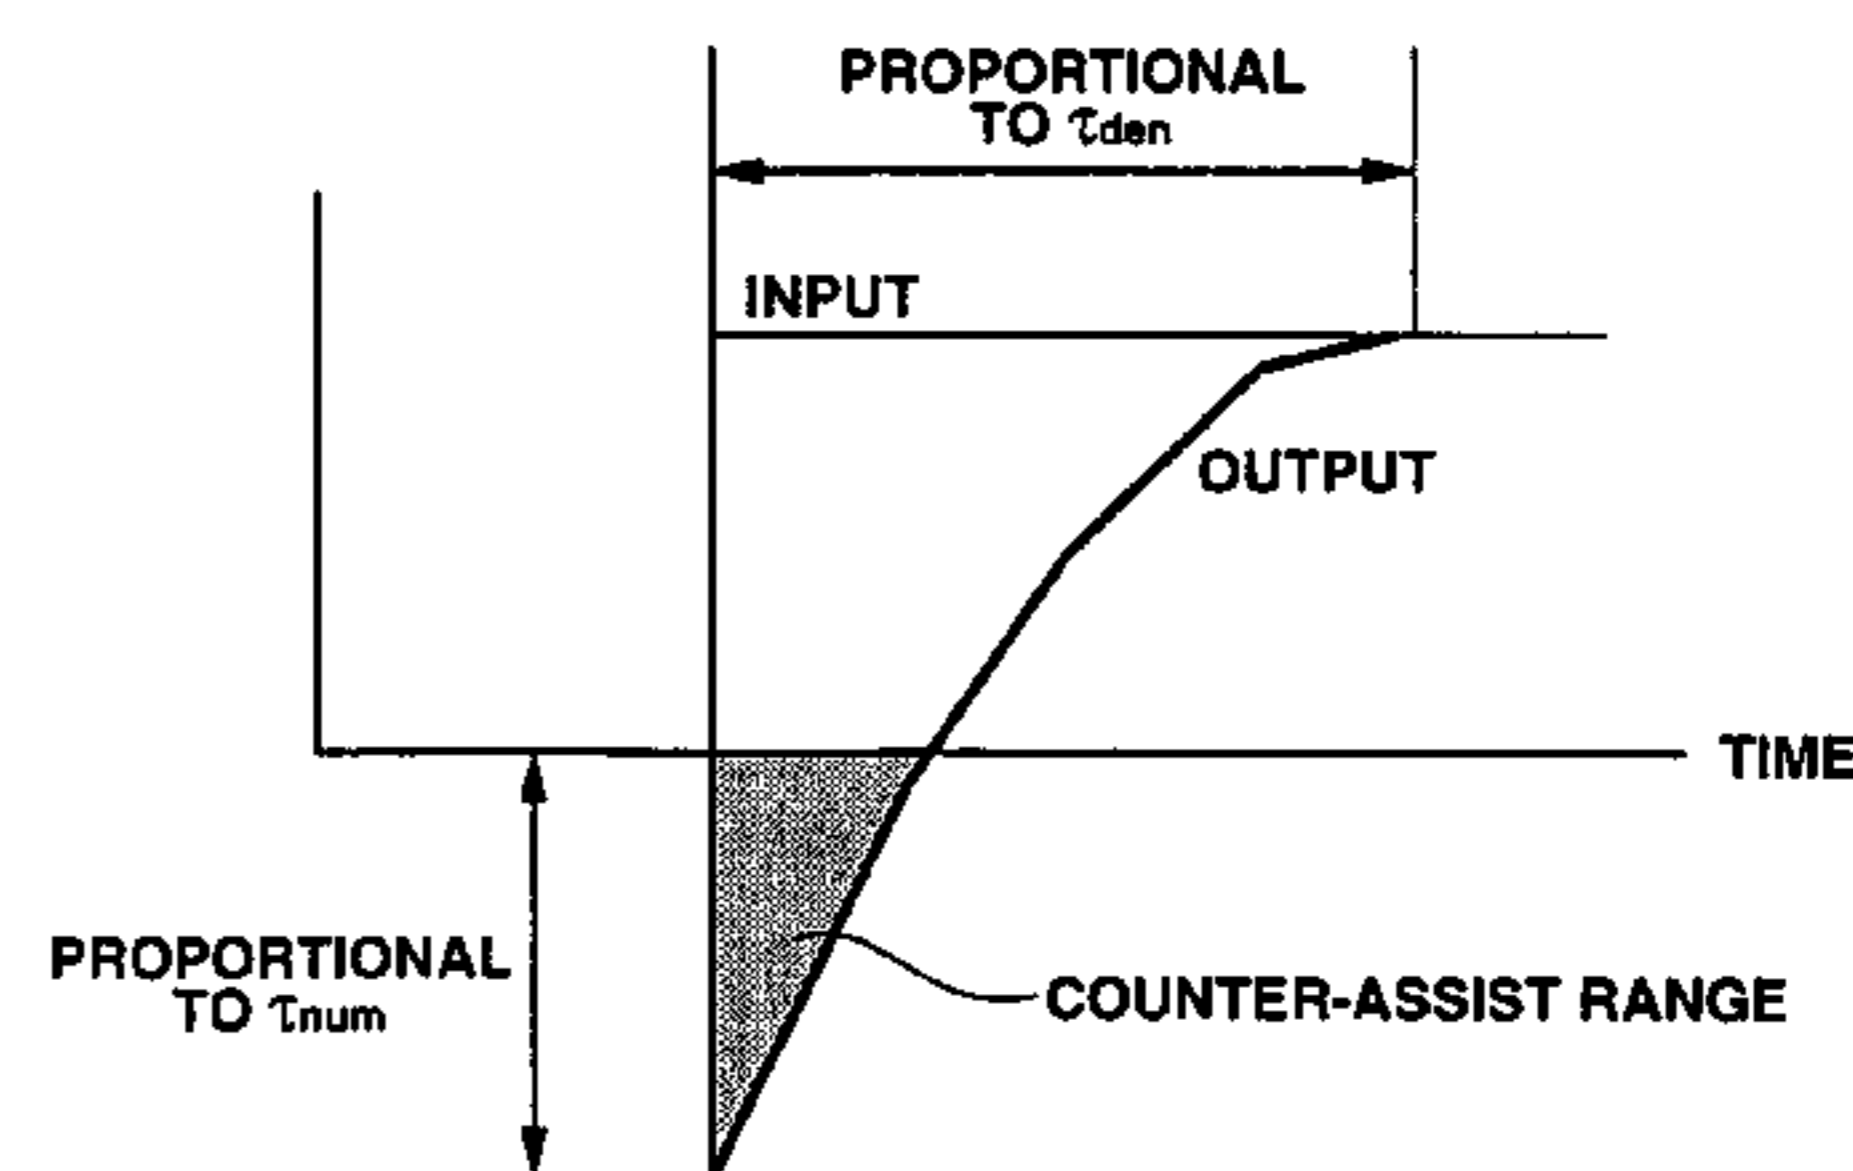 PROPORTIONAL
TO τden
INPUT
OUTPUT
TIME
PROPORTIONAL
TO τnum
COUNTER-ASSIST RANGE